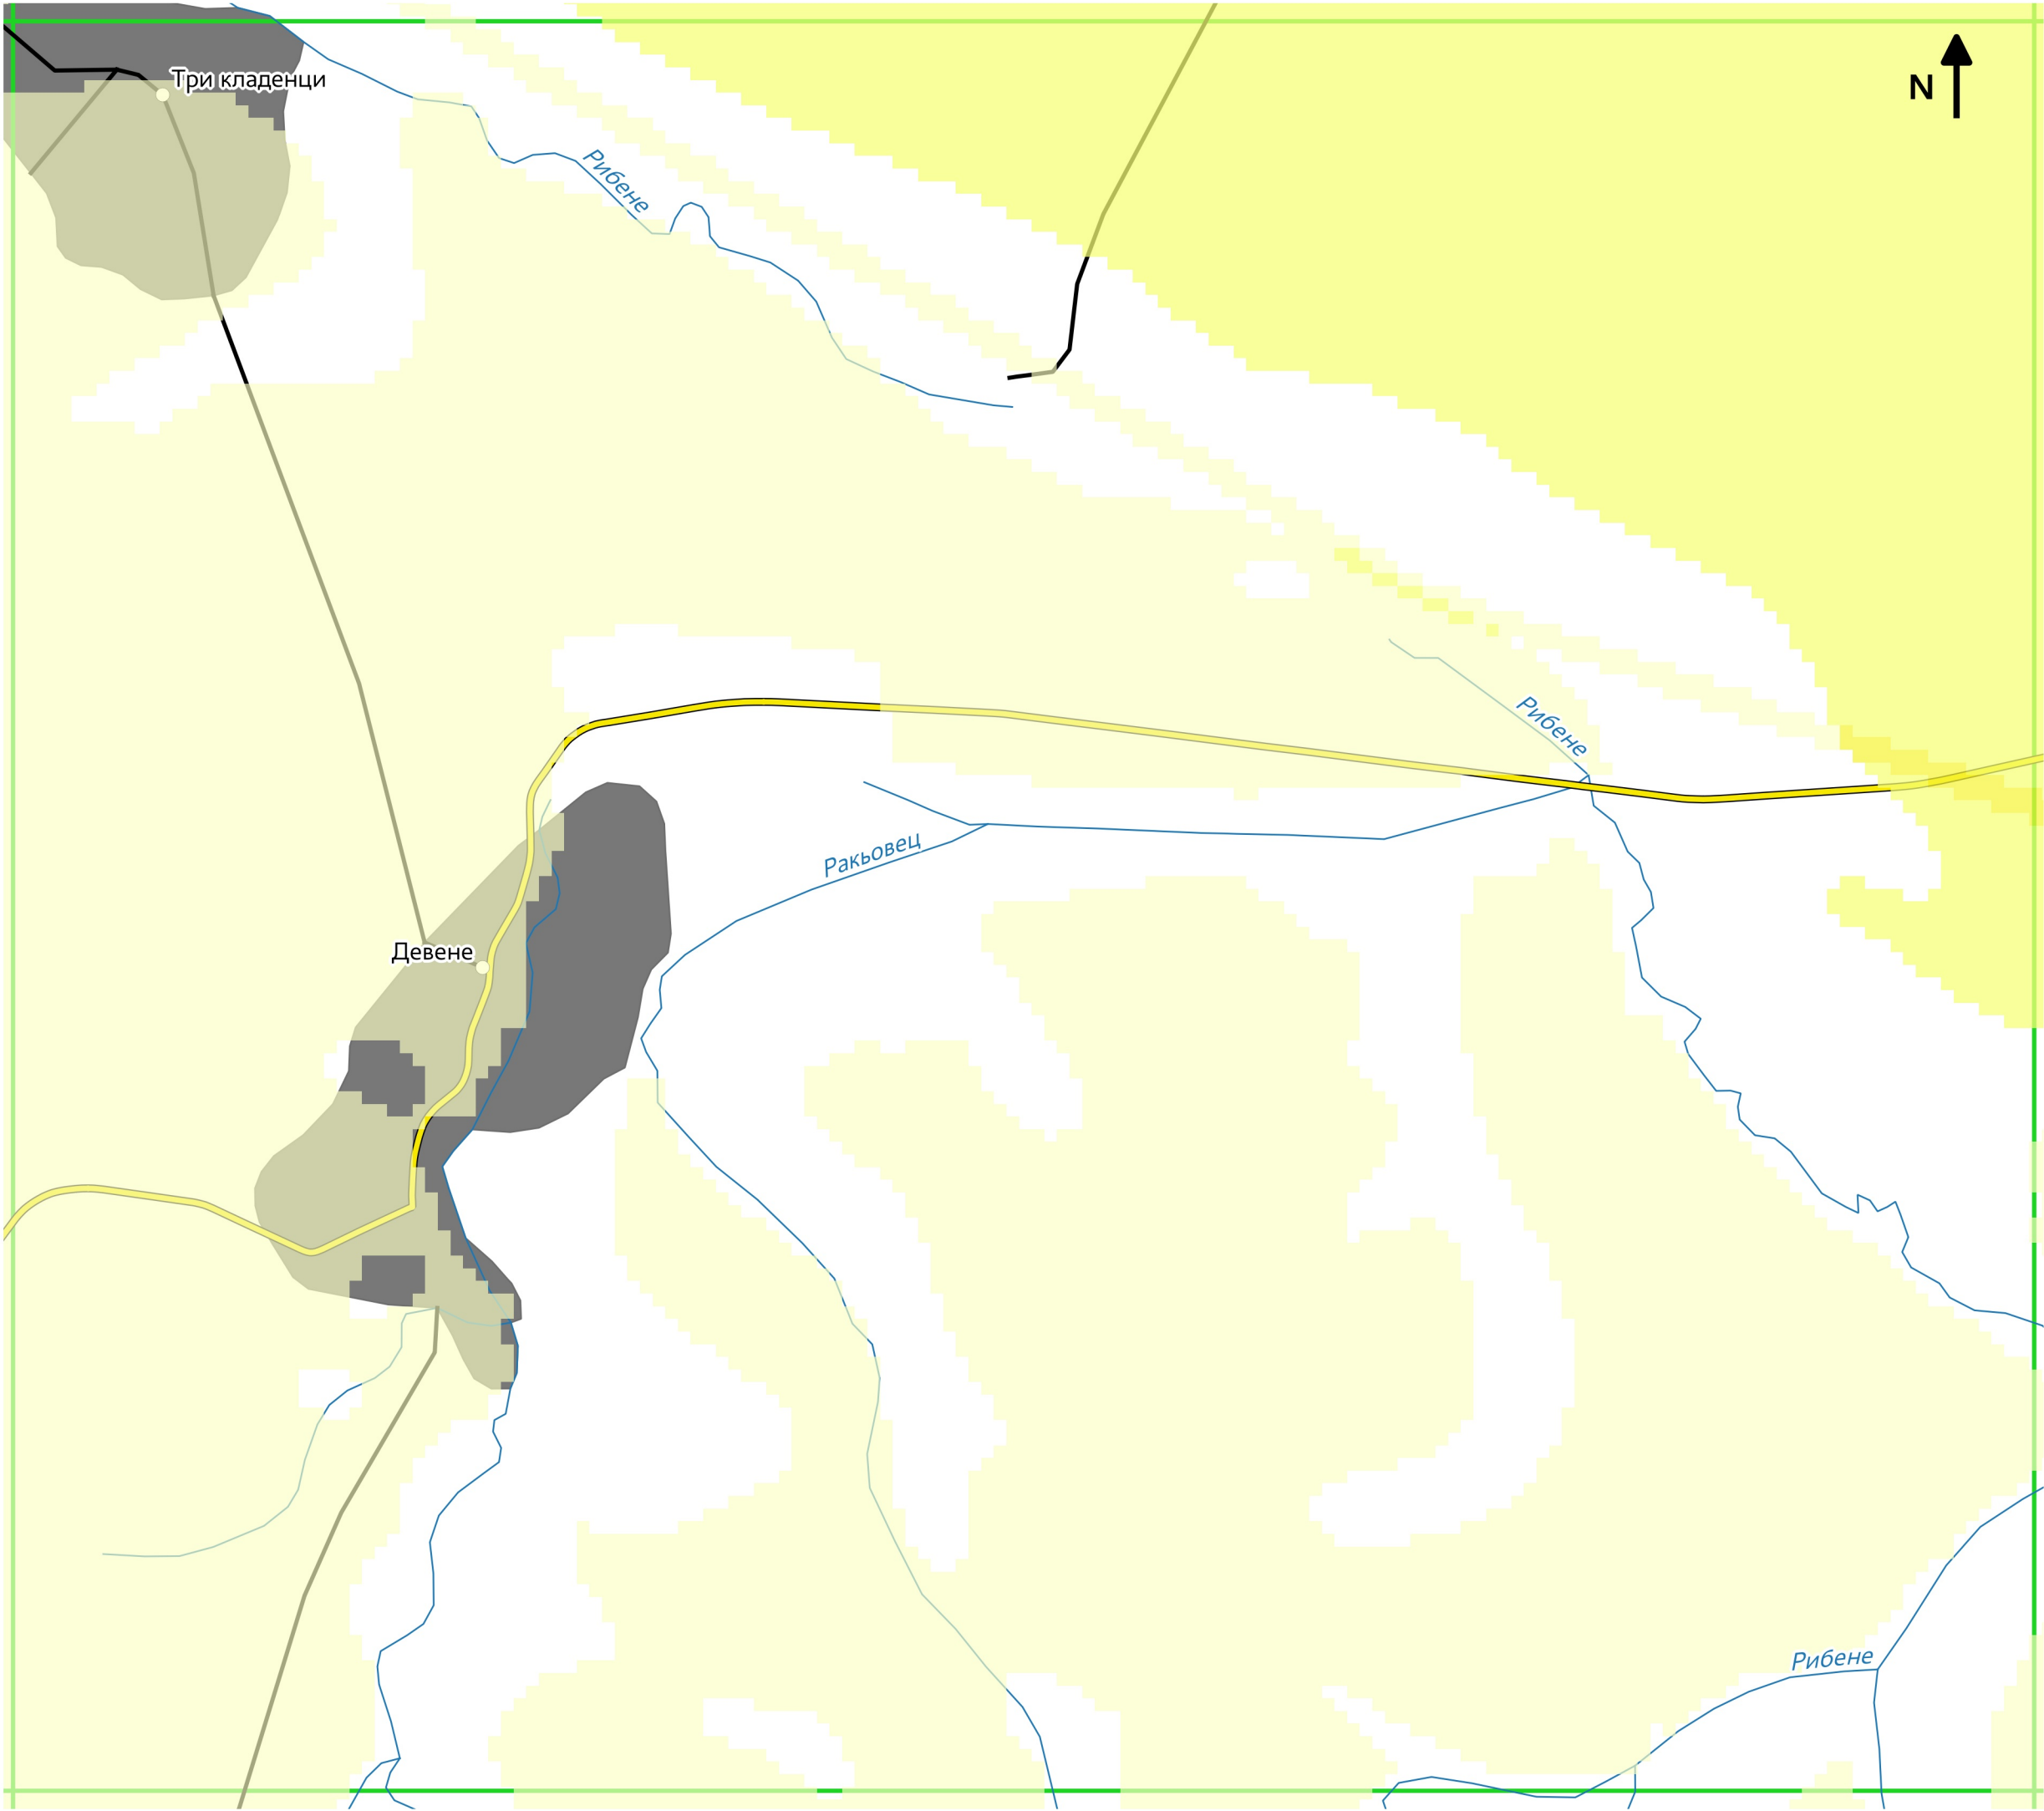 Три кладенци
N
Рибене
Рибене
Ракьовец
Девене
Рибене